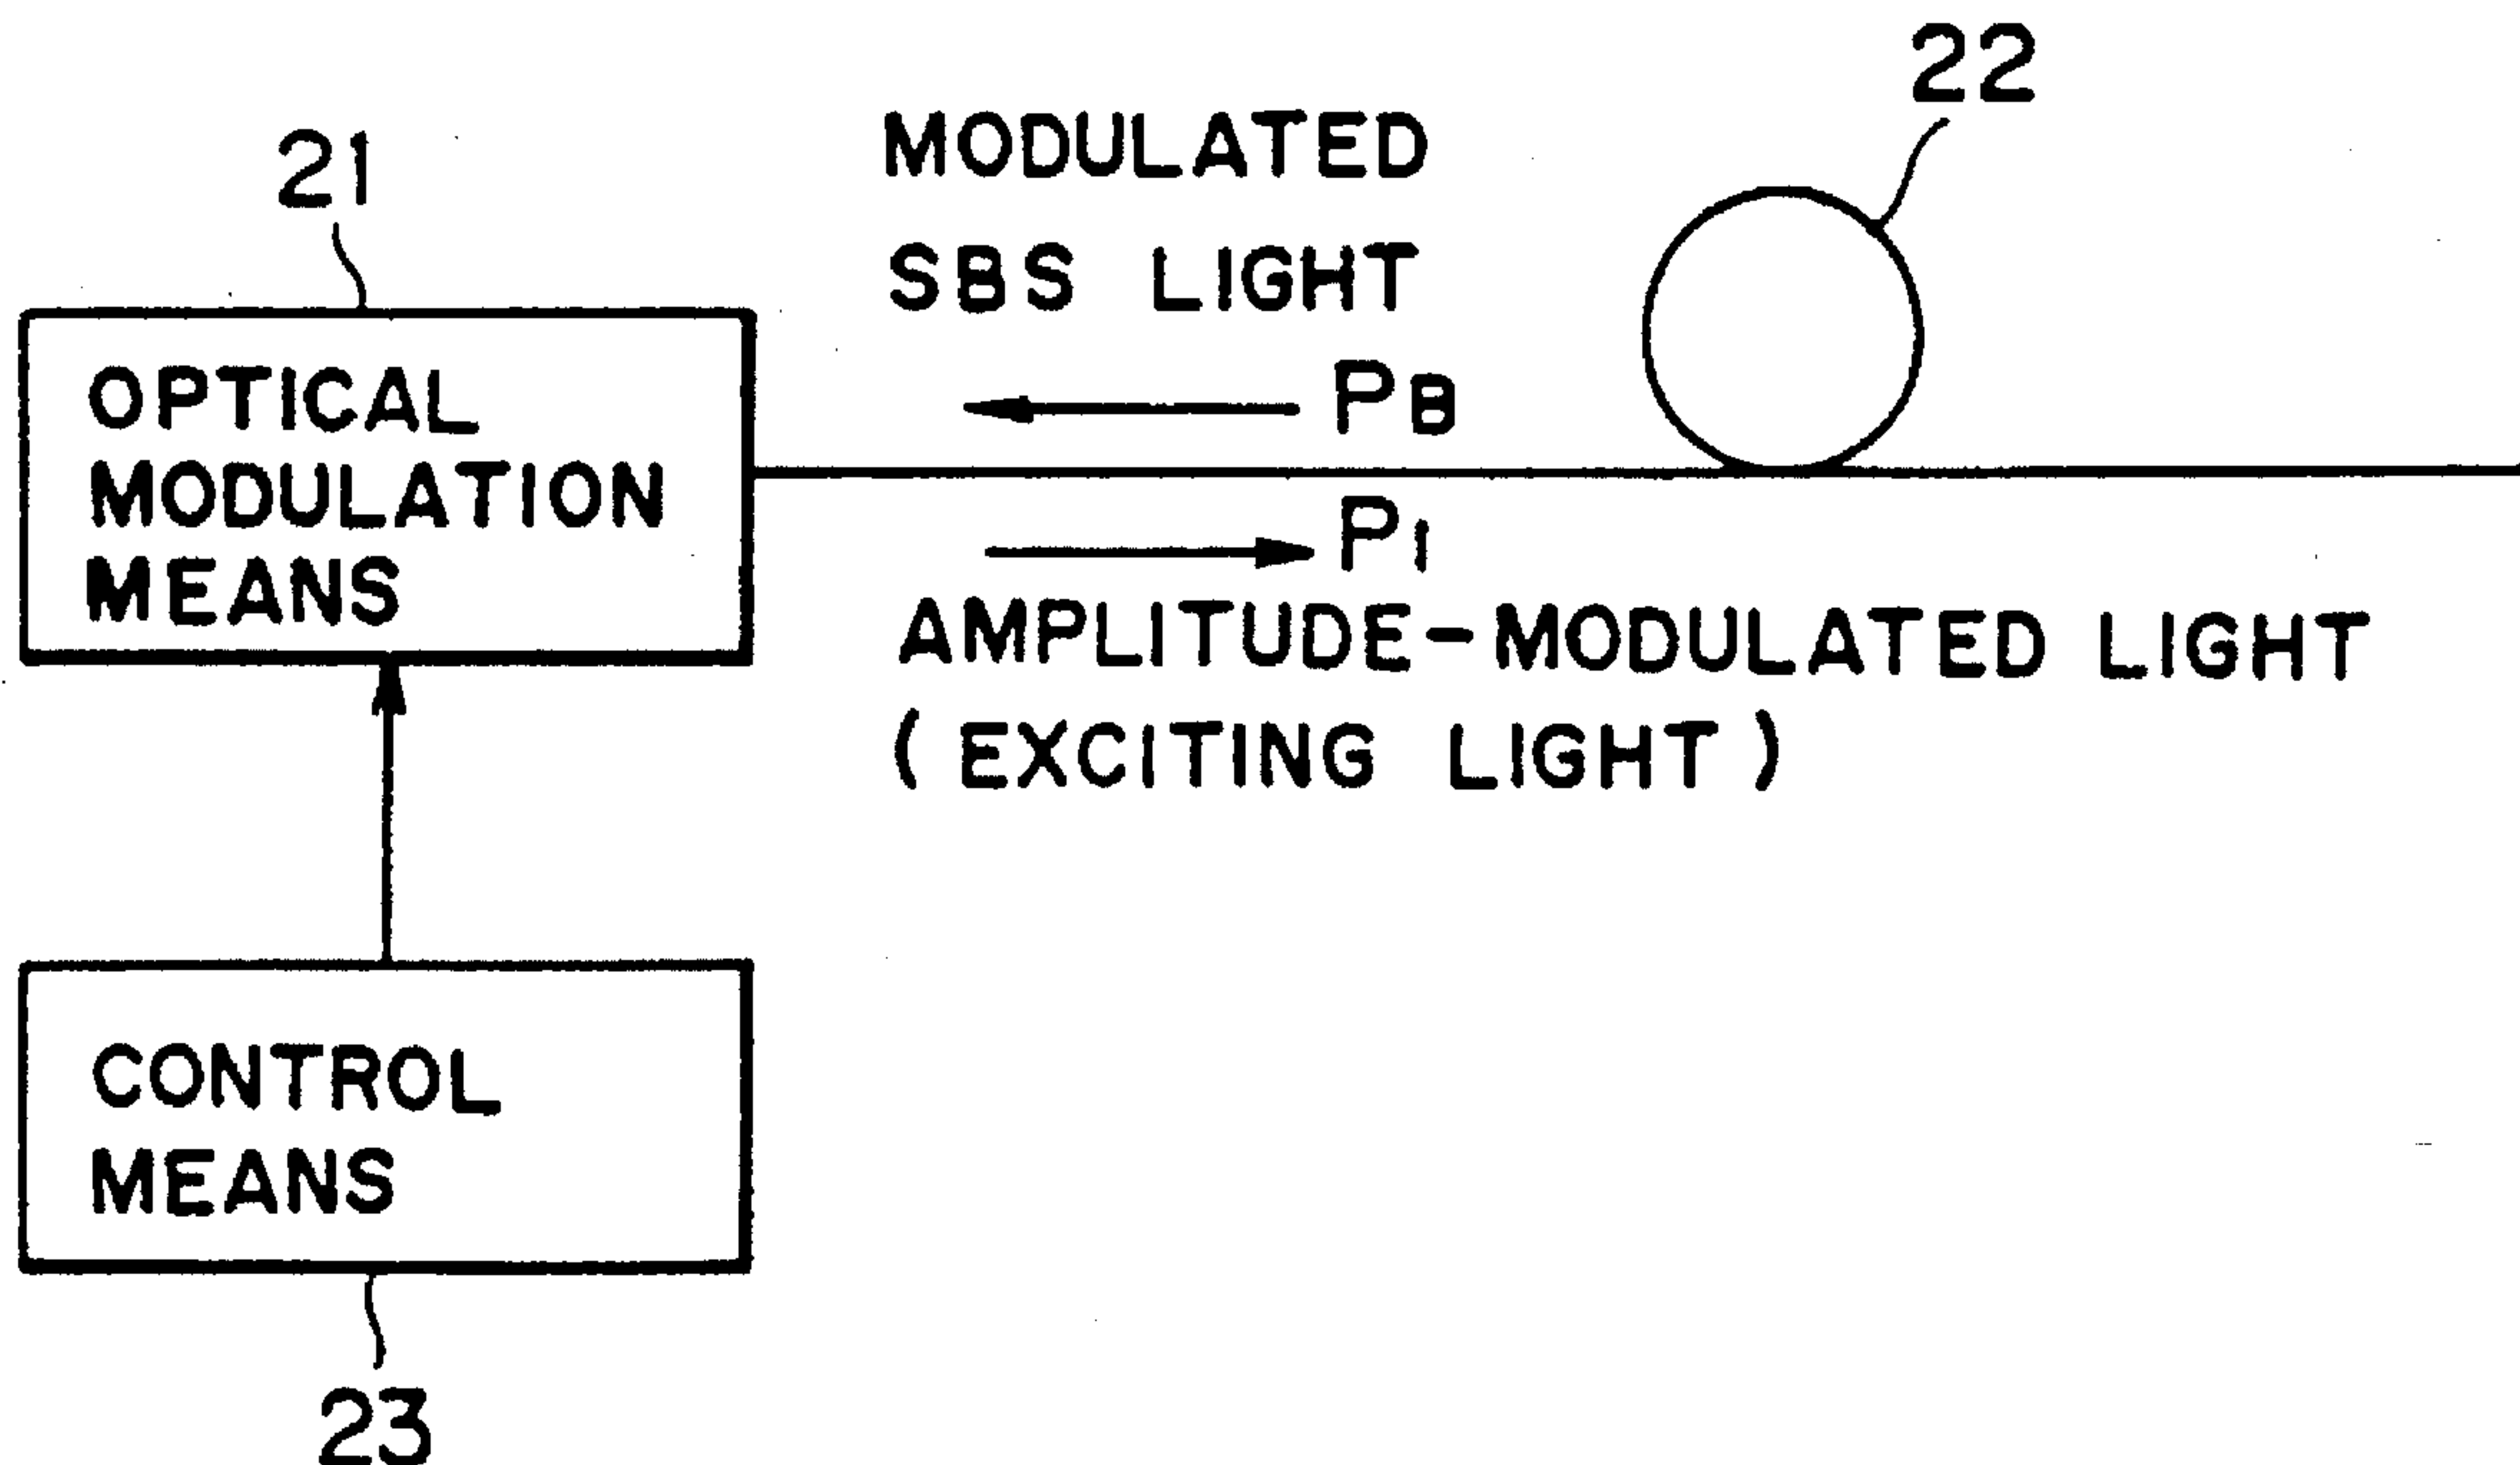 22
21
MODULATED
SBS LIGHT
PB
OPTICAL
MODULATION
MEANS
P1
AMPLITUDE-MODULATED LIGHT
(EXCITING LIGHT)
CONTROL
MEANS
23